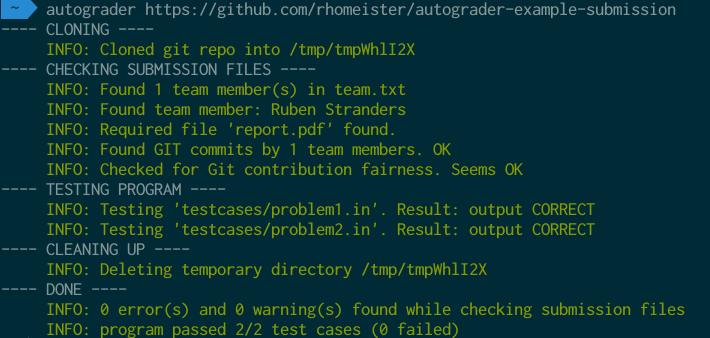 ~ autograder https://github.com/rhomeister/autograder-example-submission
---- CLONING ----
INFO: Cloned git repo into /tmp/tmpWhlI2X
---- CHECKING SUBMISSION FILES ----
INFO: Found 1 team member(s) in team.txt
INFO: Found team member: Ruben Stranders
INFO: Required file 'report.pdf' found.
INFO: Found GIT commits by 1 team members. OK
INFO: Checked for Git contribution fairness. Seems OK
---- TESTING PROGRAM ----
INFO: Testing 'testcases/problem1.in'. Result: output CORRECT
INFO: Testing 'testcases/problem2.in'. Result: output CORRECT
---- CLEANING UP ----
INFO: Deleting temporary directory /tmp/tmpWhlI2X
---- DONE ----
INFO: 0 error(s) and 0 warning(s) found while checking submission files
INFO: program passed 2/2 test cases (0 failed)